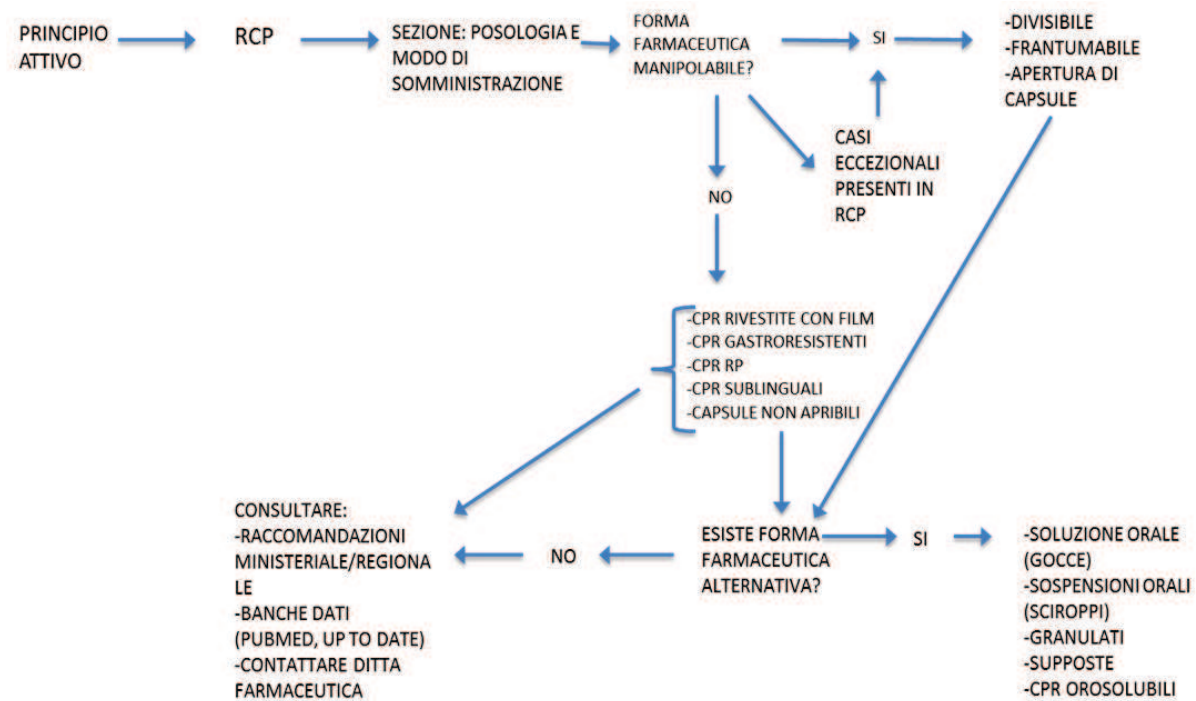 PRINCIPIO
ATTIVO
RCP
SEZIONE: POSOLOGIA E
MODO DI
SOMMINISTRAZIONE
FORMA
FARMACEUTICA
MANIPOLABILE?
SI
-DIVISIBILE
-FRANTUMABILE
-APERTURA DI
CAPSULE
CASI
ECCEZIONALI
PRESENTI IN
RCP
NO
-CPR RIVESTITE CON FILM
-CPR GASTRORESISTENTI
-CPR RP
-CPR SUBLINGUALI
-CAPSULE NON APRIBILI
CONSULTARE:
-RACCOMANDAZIONI
MINISTERIALE/REGIONA
LE
-BANCHE DATI
(PUBMED, UP TO DATE)
-CONTATTARE DITTA
FARMACEUTICA
NO
ESISTE FORMA
FARMACEUTICA
ALTERNATIVA?
SI
-SOLUZIONE ORALE
(GOCCE)
-SOSPENSIONI ORALI
(SCIROPPI)
-GRANULATI
-SUPPOSTE
-CPR OROSOLUBILI